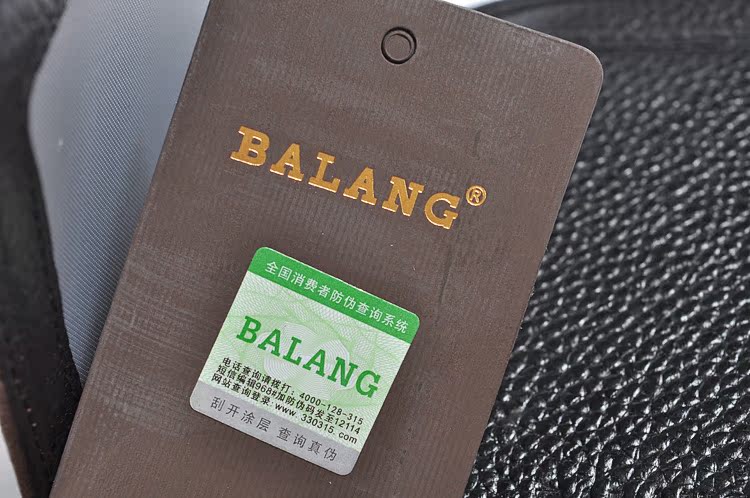 BALANG®
全国消费者防伪查询系统
BALANG
电话查询请拨打：4000-128-315
短信编辑968#加防伪码发至12114
网站查询登录：www.330315.com
刮开涂层 查询真伪